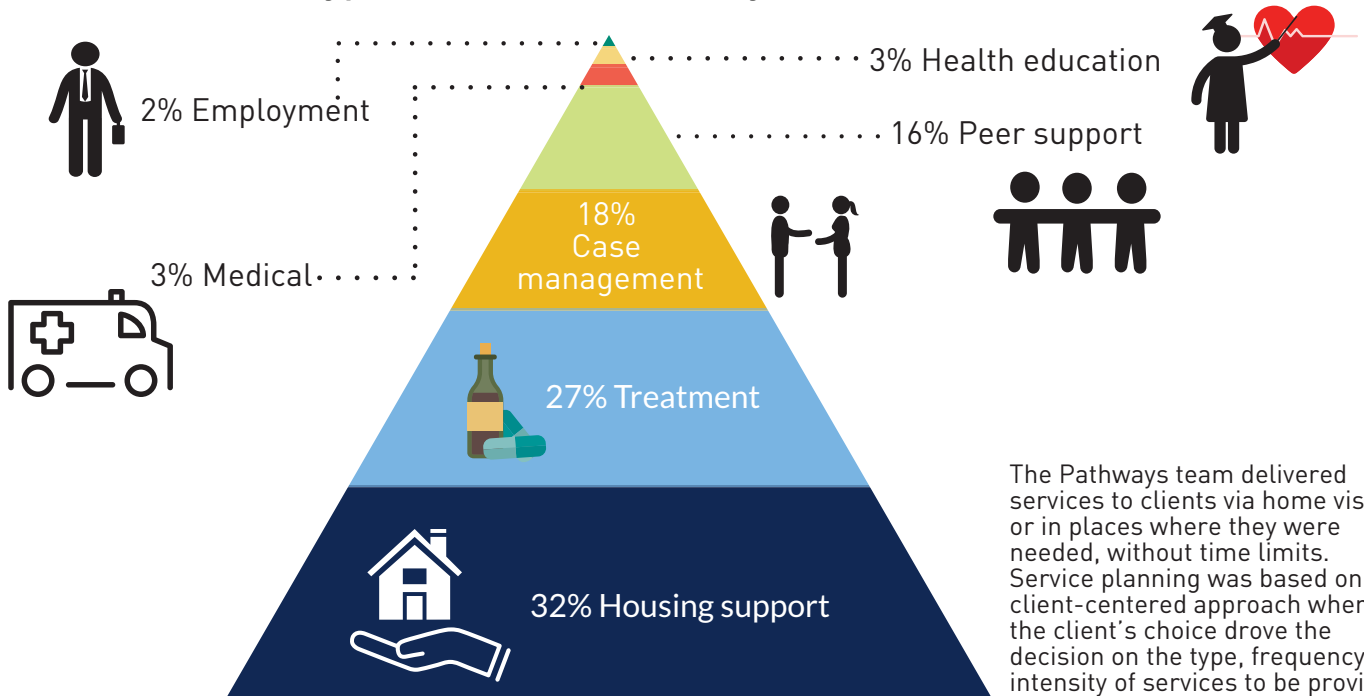 3% Health education
2% Employment
16% Peer support
18%
Case
management
3% Medical
27% Treatment
32% Housing support
The Pathways team delivered
services to clients via home
or in places where they were
needed, without time limits.
Service planning was based on
client-centered approach
the client’s choice drove the
decision on the type, frequency
intensity of services to be